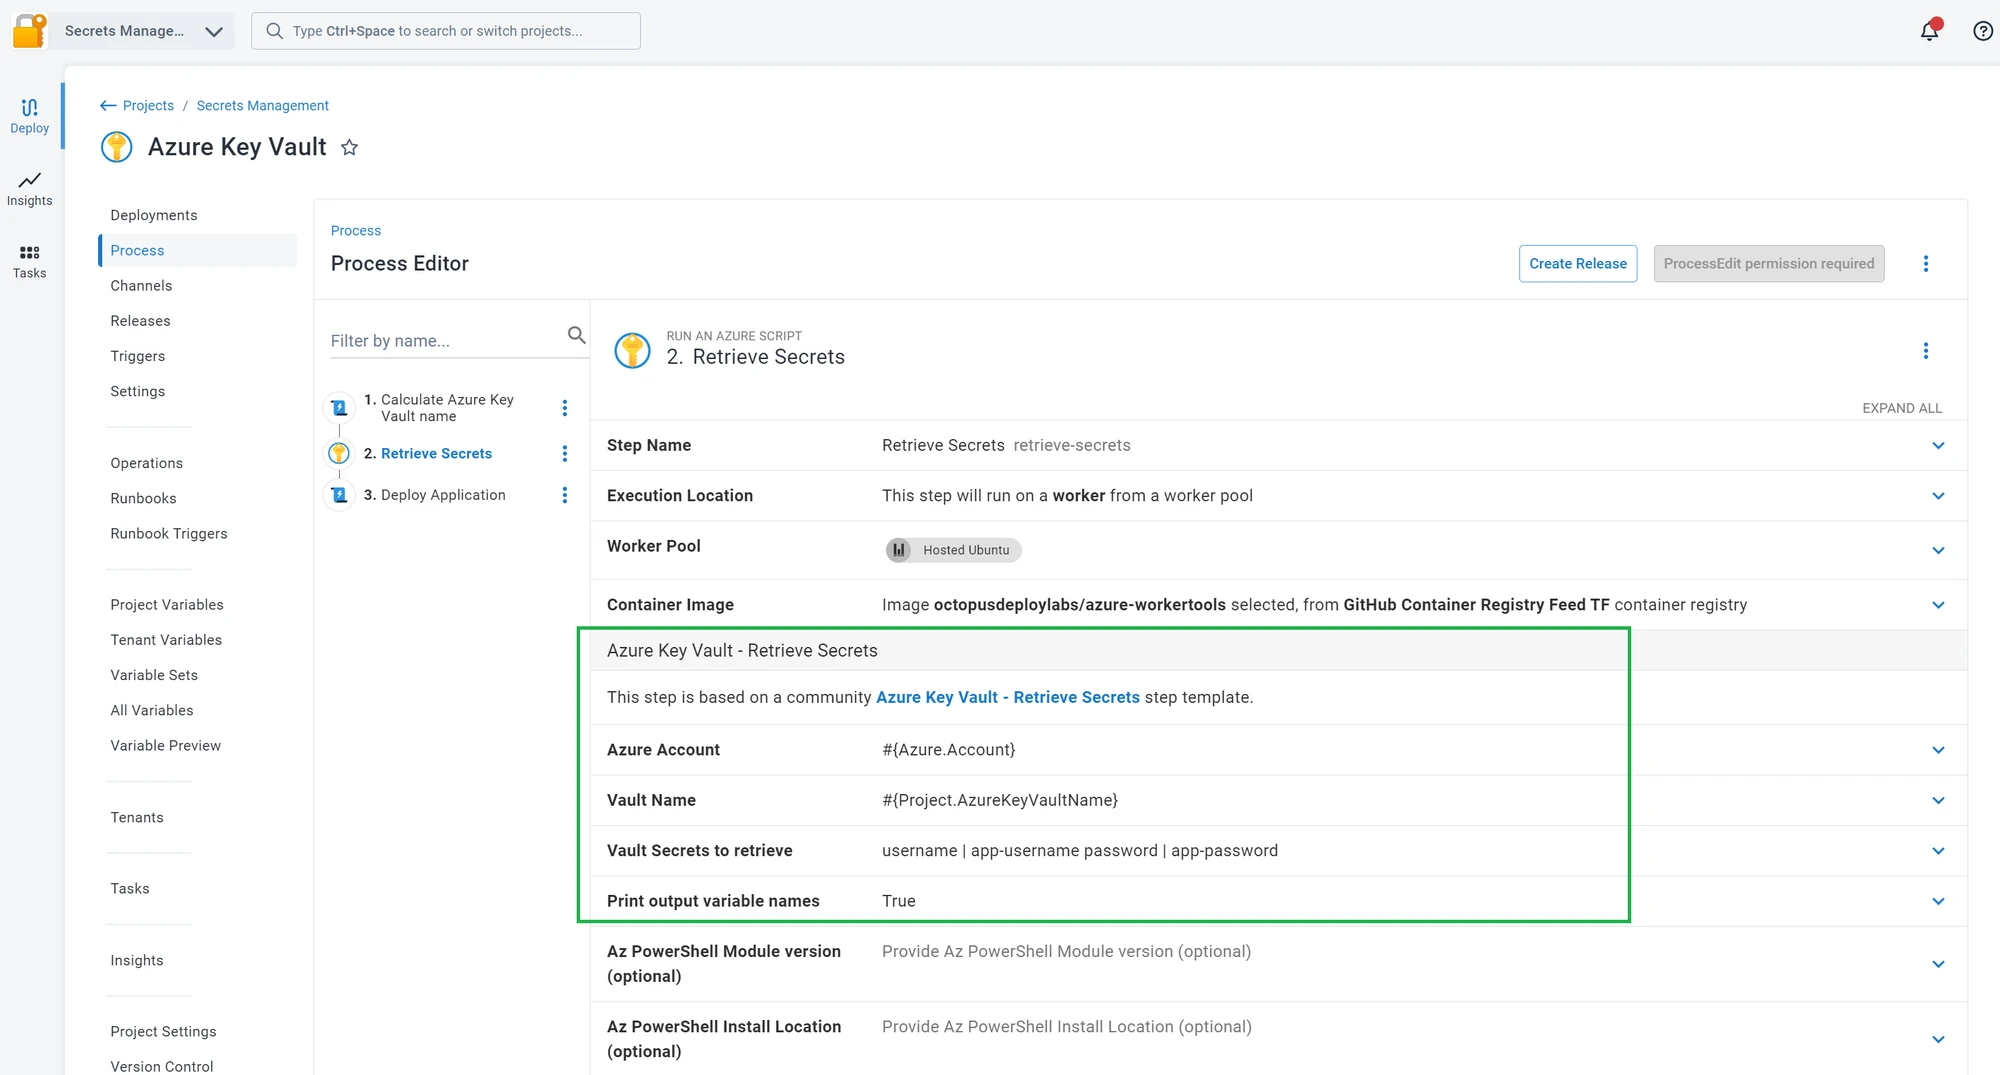 Secrets Manage...
Type Ctrl+Space to search or switch projects...
Deploy
Insights
Tasks
Projects / Secrets Management
Azure Key Vault
Deployments
Process
Channels
Releases
Triggers
Settings
Operations
Runbooks
Runbook Triggers
Project Variables
Tenant Variables
Variable Sets
All Variables
Variable Preview
Tenants
Tasks
Insights
Project Settings
Version Control
Process
Process Editor
Create Release
ProcessEdit permission required
Filter by name...
1. Calculate Azure Key
Vault name
2. Retrieve Secrets
3. Deploy Application
RUN AN AZURE SCRIPT
2. Retrieve Secrets
EXPAND ALL
Step Name Retrieve Secrets retrieve-secrets
Execution Location This step will run on a worker from a worker pool
Worker Pool Hosted Ubuntu
Container Image Image octopusdeploylabs/azure-workertools selected, from GitHub Container Registry Feed TF container registry
Azure Key Vault - Retrieve Secrets
This step is based on a community Azure Key Vault - Retrieve Secrets step template.
Azure Account #{Azure.Account}
Vault Name #{Project.AzureKeyVaultName}
Vault Secrets to retrieve username | app-username password | app-password
Print output variable names True
Az PowerShell Module version Provide Az PowerShell Module version (optional)
(optional)
Az PowerShell Install Location Provide Az PowerShell Install Location (optional)
(optional)